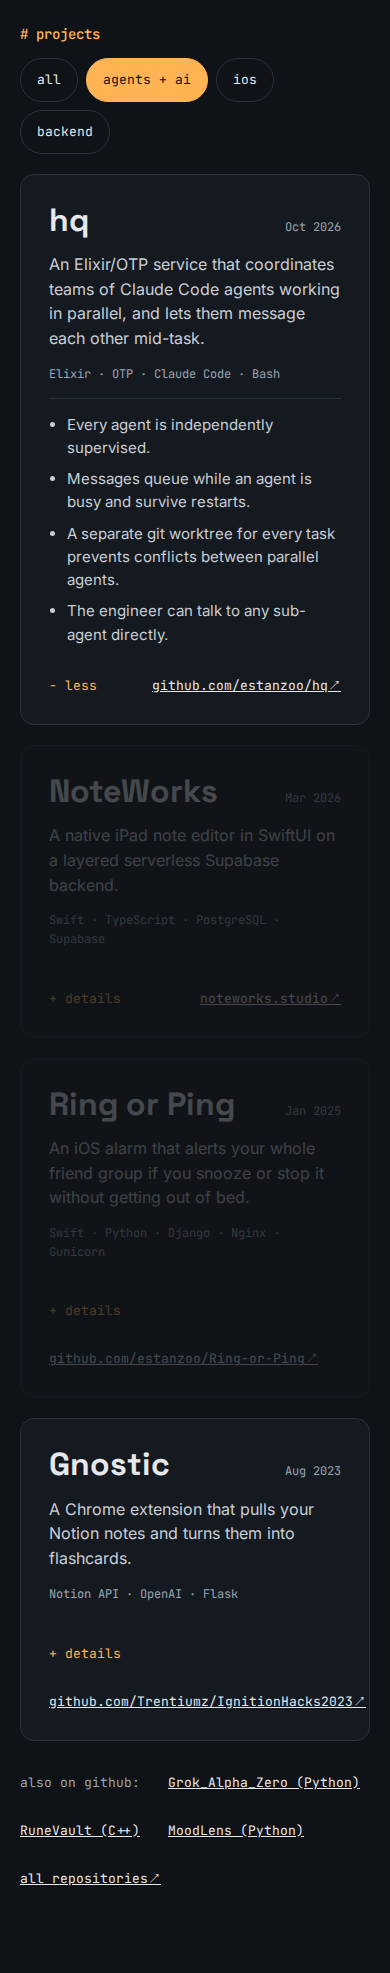 # projects
all
agents + ai
ios
backend
hq
Oct 2026
An Elixir/OTP service that coordinates
teams of Claude Code agents working
in parallel, and lets them message
each other mid-task.
Elixir · OTP · Claude Code · Bash
• Every agent is independently
supervised.
• Messages queue while an agent is
busy and survive restarts.
• A separate git worktree for every task
prevents conflicts between parallel
agents.
• The engineer can talk to any sub-
agent directly.
- less
github.com/estanzoo/hq↗
NoteWorks
Mar 2026
A native iPad note editor in SwiftUI on
a layered serverless Supabase
backend.
Swift · TypeScript · PostgreSQL ·
Supabase
+ details
noteworks.studio↗
Ring or Ping
Jan 2025
An iOS alarm that alerts your whole
friend group if you snooze or stop it
without getting out of bed.
Swift · Python · Django · Nginx ·
Gunicorn
+ details
github.com/estanzoo/Ring-or-Ping↗
Gnostic
Aug 2023
A Chrome extension that pulls your
Notion notes and turns them into
flashcards.
Notion API · OpenAI · Flask
+ details
github.com/Trentiumz/IgnitionHacks2023↗
also on github:
Grok_Alpha_Zero (Python)
RuneVault (C++)
MoodLens (Python)
all repositories↗